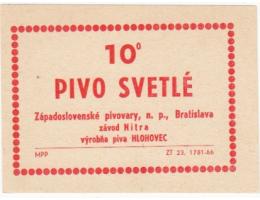 10°
PIVO SVETLÉ
Západoslovenské pivovary, n. p., Bratislava
závod Nitra
výrobňa piva HLOHOVEC
MPP ZT 23, 1781-66